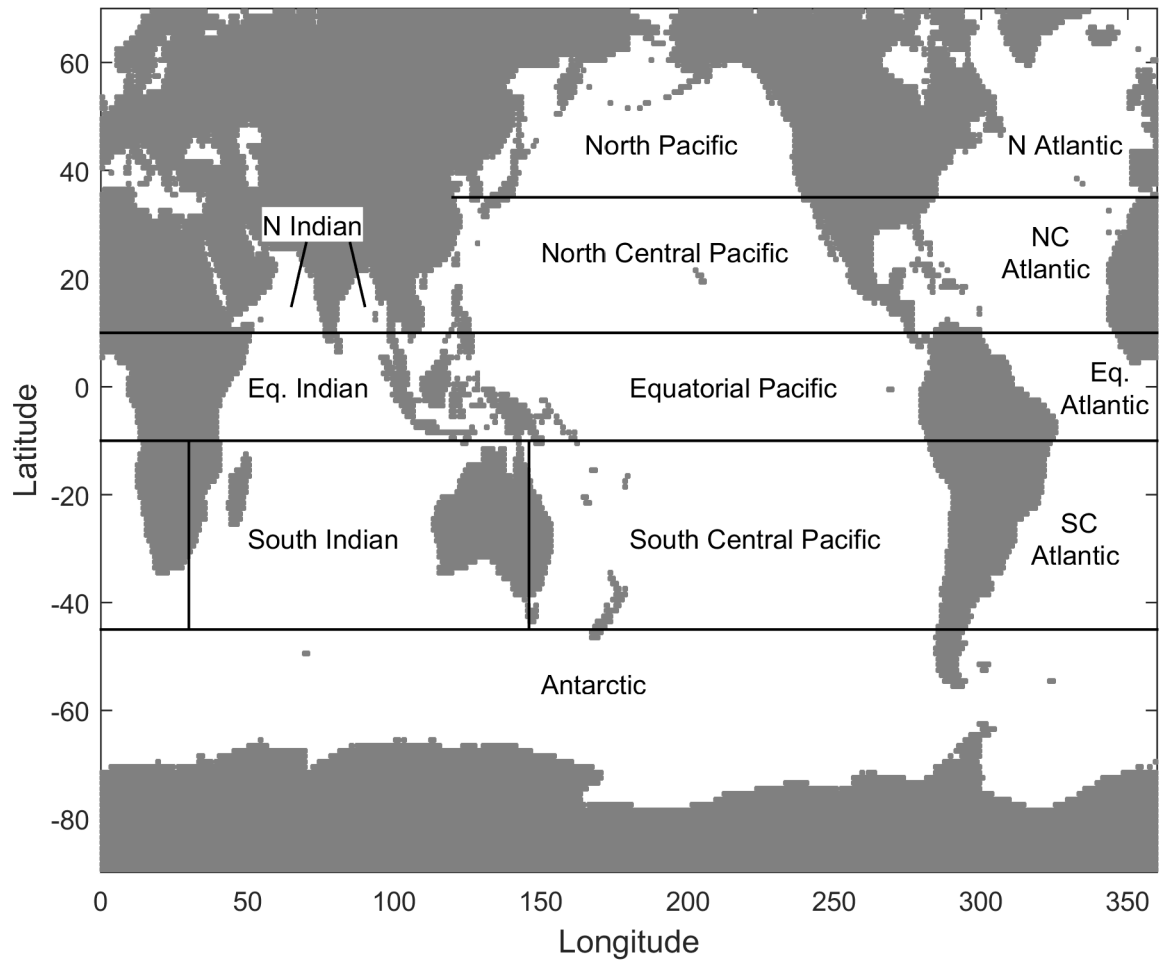 60
North Pacific
N Atlantic
40
N Indian
North Central Pacific
NC
Atlantic
20
Eq. Indian
Equatorial Pacific
Eq.
Atlantic
0
Latitude
-20
South Indian
South Central Pacific
SC
Atlantic
-40
Antarctic
-60
-80
0 50 100 150 200 250 300 350
Longitude